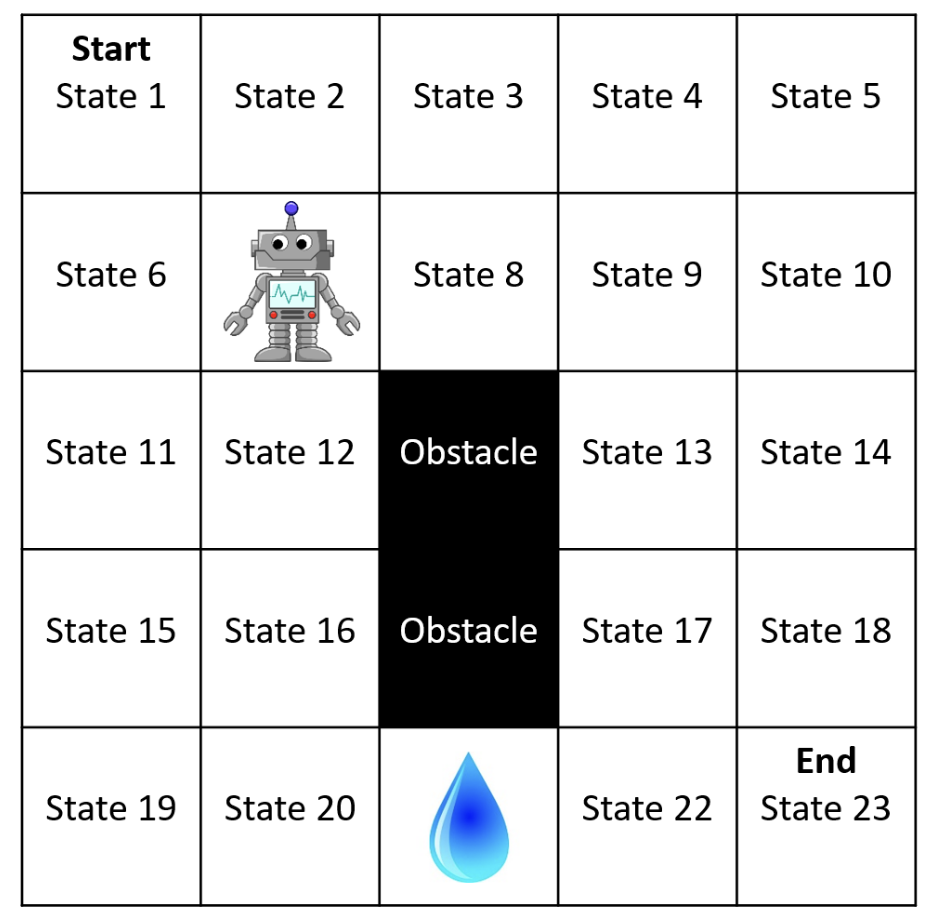 Start
State 1
State 2
State 3
State 4
State 5
State 6
State 8
State 9
State 10
State 11
State 12
Obstacle
State 13
State 14
State 15
State 16
Obstacle
State 17
State 18
State 19
State 20
State 22
End
State 23